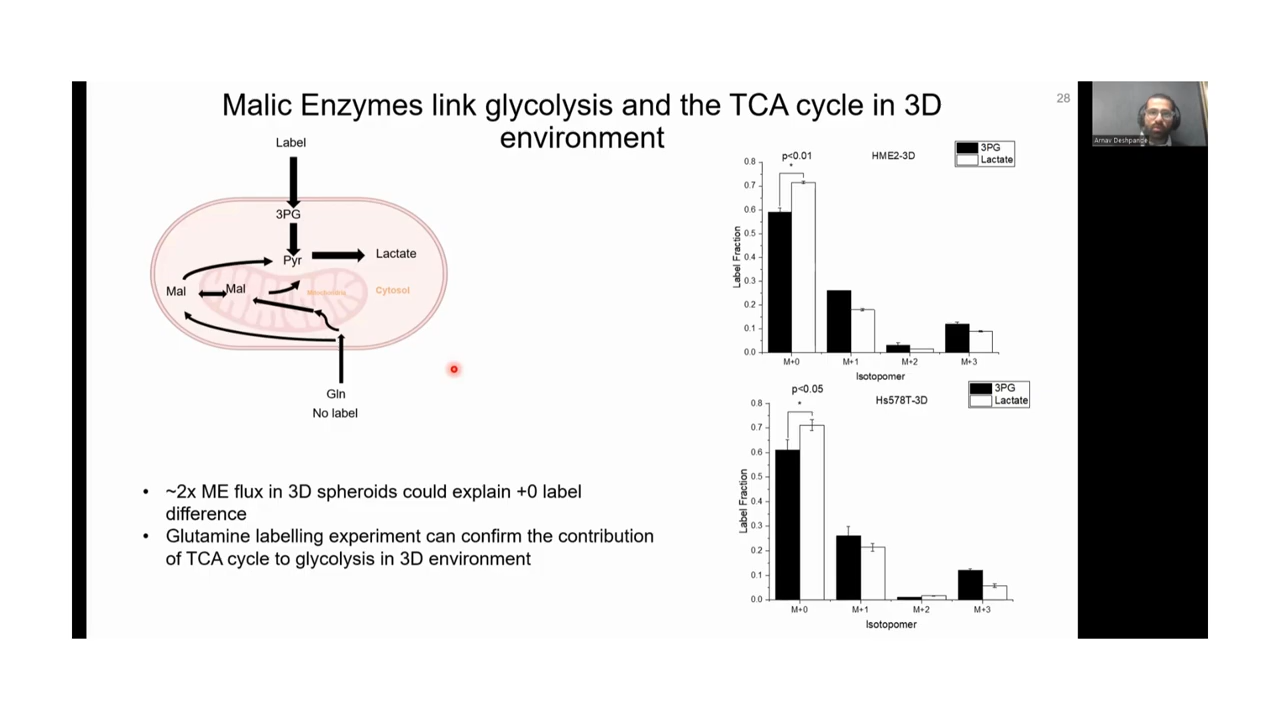 Malic Enzymes link glycolysis and the TCA cycle in 3D
environment
28
Arnav Deshpande
Label
3PG
Pyr
Lactate
Mal
Mal
Mitochondria
Cytosol
Gln
No label
• ~2x ME flux in 3D spheroids could explain +0 label
difference
• Glutamine labelling experiment can confirm the contribution
of TCA cycle to glycolysis in 3D environment
p<0.01
*
HME2-3D
3PG
Lactate
Label Fraction
0.8
0.7
0.6
0.5
0.4
0.3
0.2
0.1
0.0
M+0 M+1 M+2 M+3
Isotopomer
p<0.05
*
Hs578T-3D
3PG
Lactate
Label Fraction
0.8
0.7
0.6
0.5
0.4
0.3
0.2
0.1
0.0
M+0 M+1 M+2 M+3
Isotopomer